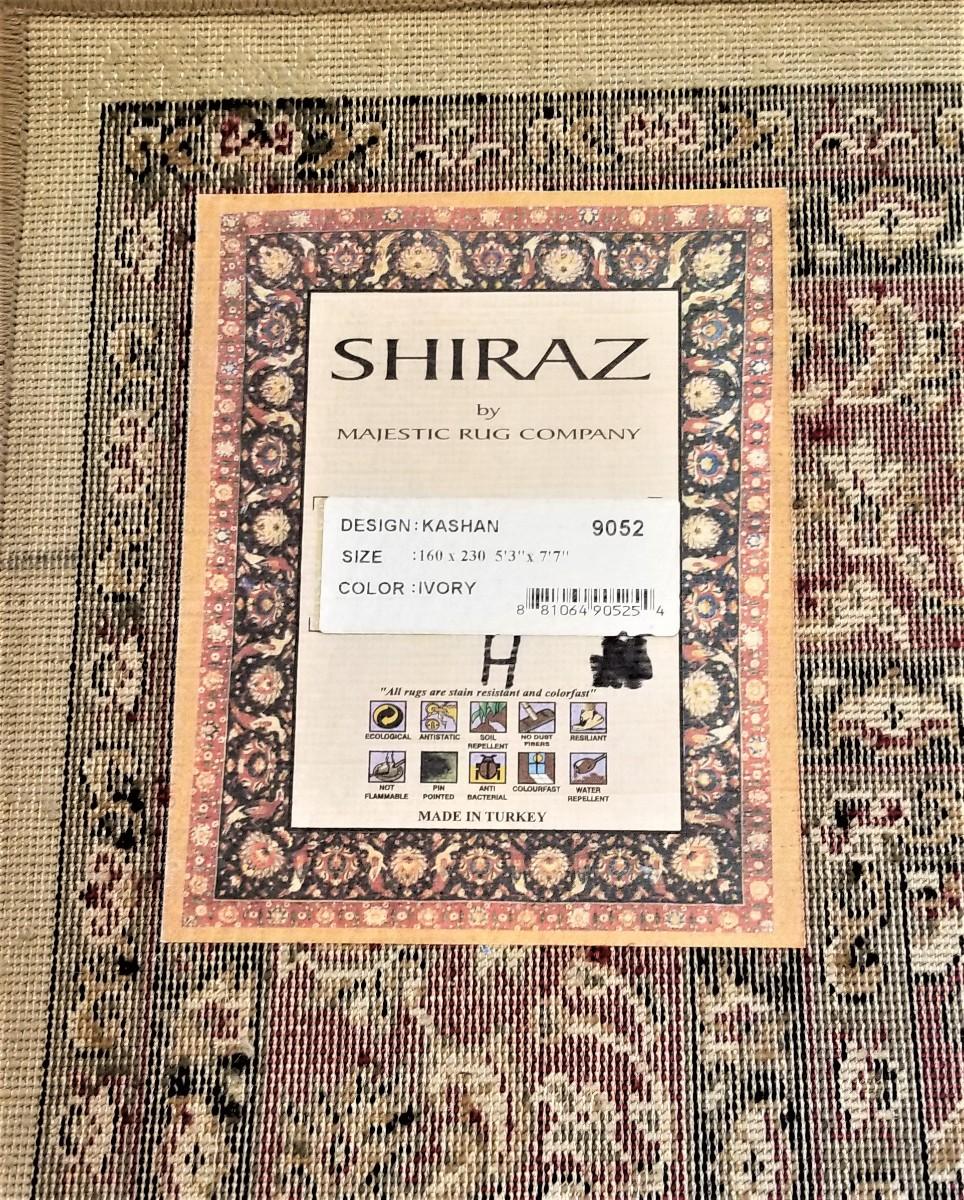 SHIRAZ
by
MAJESTIC RUG COMPANY
DESIGN : KASHAN 9052
SIZE : 160 x 230 5'3" x 7'7"
COLOR : IVORY
8 81064 90525 4
H
"All rugs are stain resistant and colorfast"
ECOLOGICAL ANTISTATIC SOIL REPELLENT NO DUST FIBERS RESILIANT
NOT FLAMMABLE PIN POINTED ANTI BACTERIAL COLOURFAST WATER REPELLENT
MADE IN TURKEY